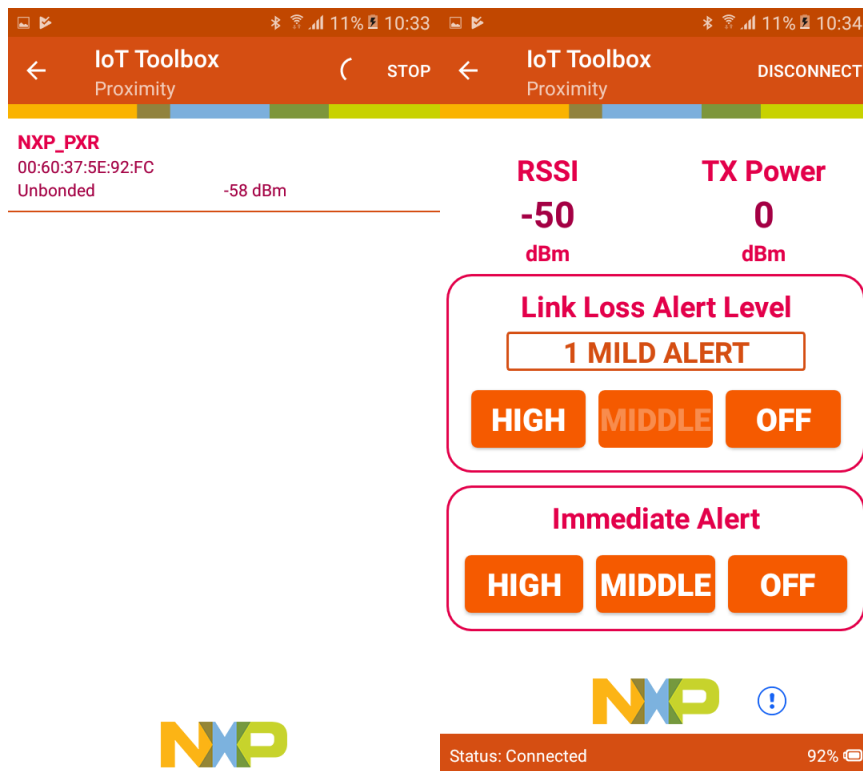 11% 10:33
IoT Toolbox
Proximity
STOP
NXP_PXR
00:60:37:5E:92:FC
Unbonded -58 dBm
NXP
11% 10:34
IoT Toolbox
Proximity
DISCONNECT
RSSI TX Power
-50 0
dBm dBm
Link Loss Alert Level
1 MILD ALERT
HIGH MIDDLE OFF
Immediate Alert
HIGH MIDDLE OFF
NXP
Status: Connected 92%